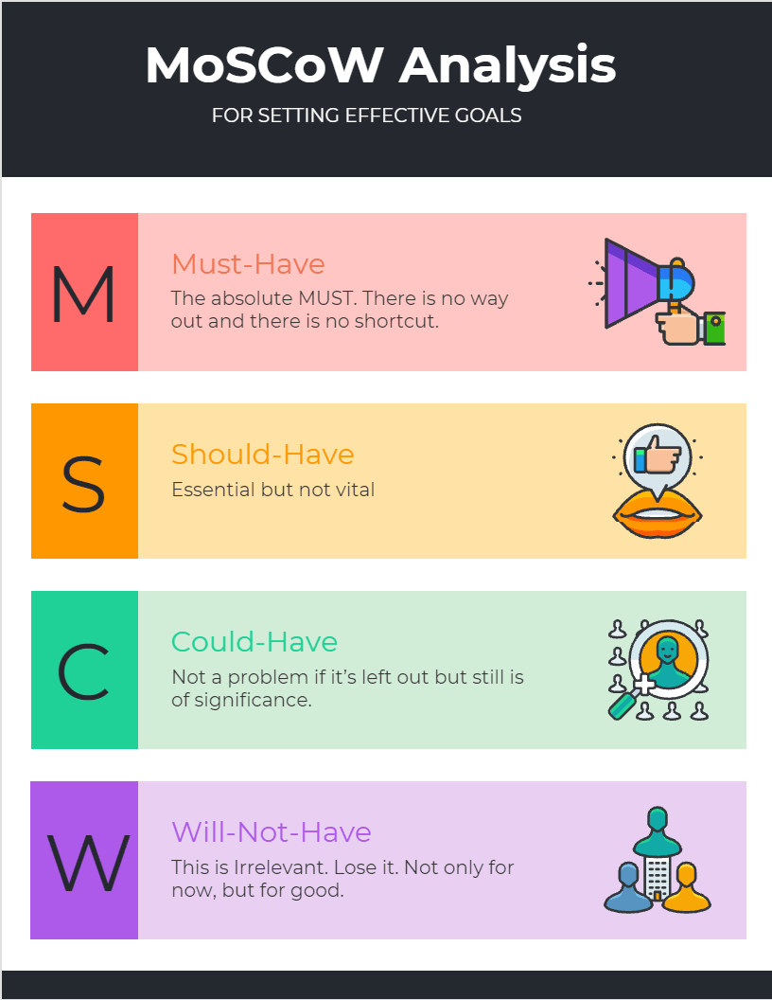 MoSCoW Analysis
FOR SETTING EFFECTIVE GOALS
M
Must-Have
The absolute MUST. There is no way
out and there is no shortcut.
S
Should-Have
Essential but not vital
C
Could-Have
Not a problem if it’s left out but still is
of significance.
W
Will-Not-Have
This is Irrelevant. Lose it. Not only for
now, but for good.